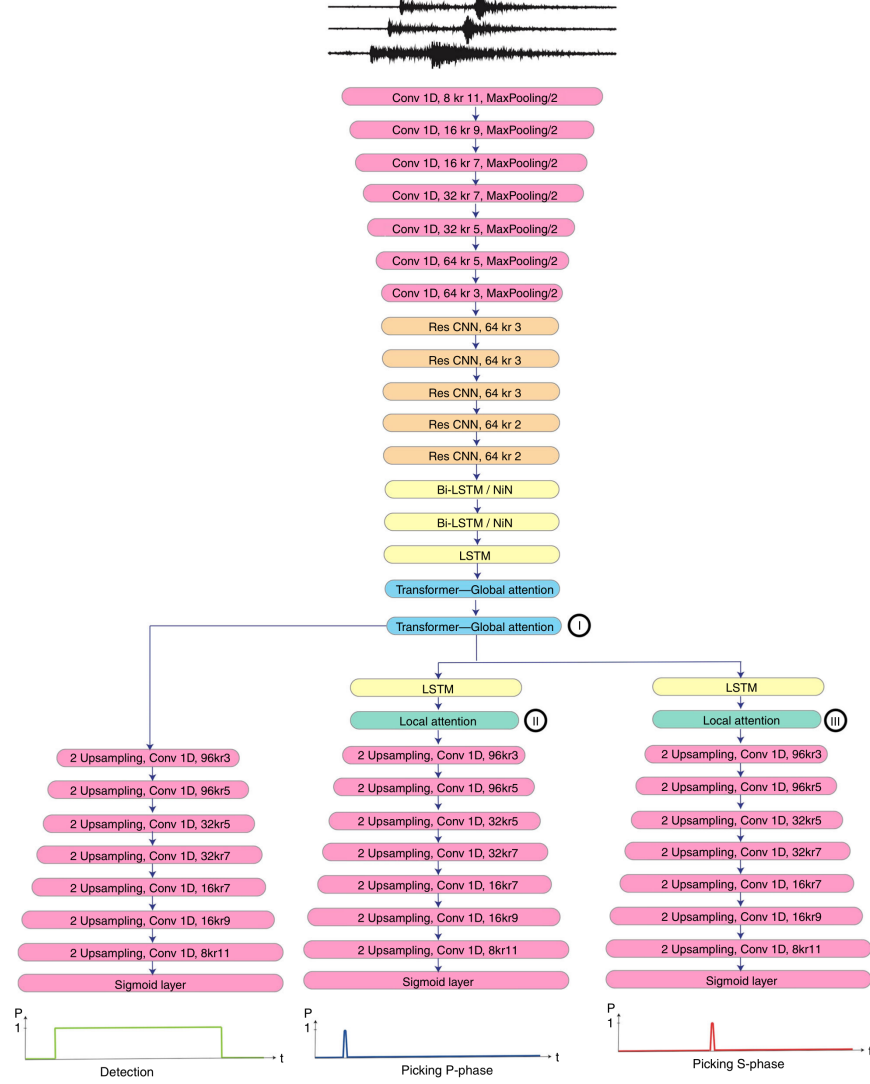 Conv 1D, 8 kr 11, MaxPooling/2
Conv 1D, 16 kr 9, MaxPooling/2
Conv 1D, 16 kr 7, MaxPooling/2
Conv 1D, 32 kr 7, MaxPooling/2
Conv 1D, 32 kr 5, MaxPooling/2
Conv 1D, 64 kr 5, MaxPooling/2
Conv 1D, 64 kr 3, MaxPooling/2
Res CNN, 64 kr 3
Res CNN, 64 kr 3
Res CNN, 64 kr 3
Res CNN, 64 kr 2
Res CNN, 64 kr 2
Bi-LSTM / NiN
Bi-LSTM / NiN
LSTM
Transformer—Global attention
Transformer—Global attention
I
2 Upsampling, Conv 1D, 96kr3
2 Upsampling, Conv 1D, 96kr5
2 Upsampling, Conv 1D, 32kr5
2 Upsampling, Conv 1D, 32kr7
2 Upsampling, Conv 1D, 16kr7
2 Upsampling, Conv 1D, 16kr9
2 Upsampling, Conv 1D, 8kr11
Sigmoid layer
P
1
t
Detection
LSTM
Local attention
II
2 Upsampling, Conv 1D, 96kr3
2 Upsampling, Conv 1D, 96kr5
2 Upsampling, Conv 1D, 32kr5
2 Upsampling, Conv 1D, 32kr7
2 Upsampling, Conv 1D, 16kr7
2 Upsampling, Conv 1D, 16kr9
2 Upsampling, Conv 1D, 8kr11
Sigmoid layer
P
1
t
Picking P-phase
LSTM
Local attention
III
2 Upsampling, Conv 1D, 96kr3
2 Upsampling, Conv 1D, 96kr5
2 Upsampling, Conv 1D, 32kr5
2 Upsampling, Conv 1D, 32kr7
2 Upsampling, Conv 1D, 16kr7
2 Upsampling, Conv 1D, 16kr9
2 Upsampling, Conv 1D, 8kr11
Sigmoid layer
P
1
t
Picking S-phase